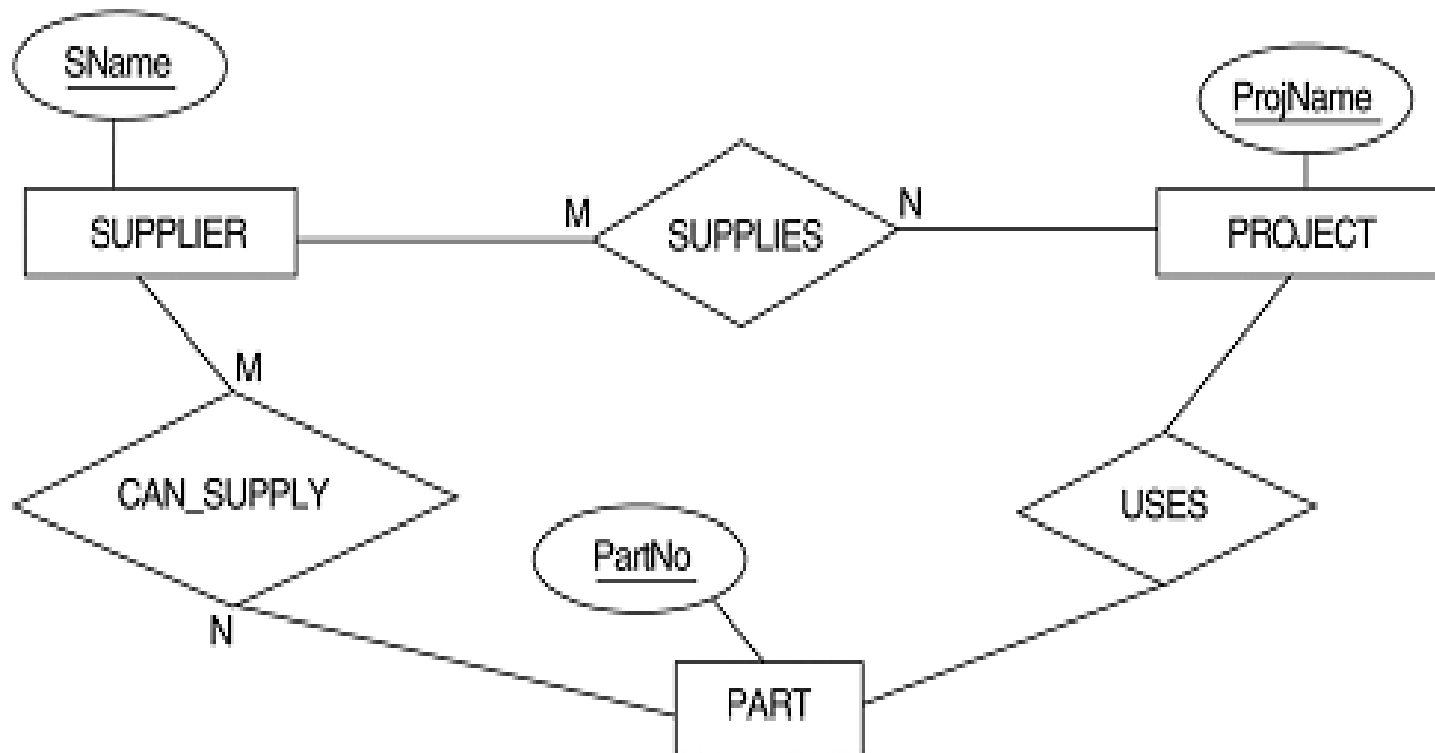 SName
ProjName
SUPPLIER
M
SUPPLIES
N
PROJECT
M
CAN_SUPPLY
USES
PartNo
N
PART